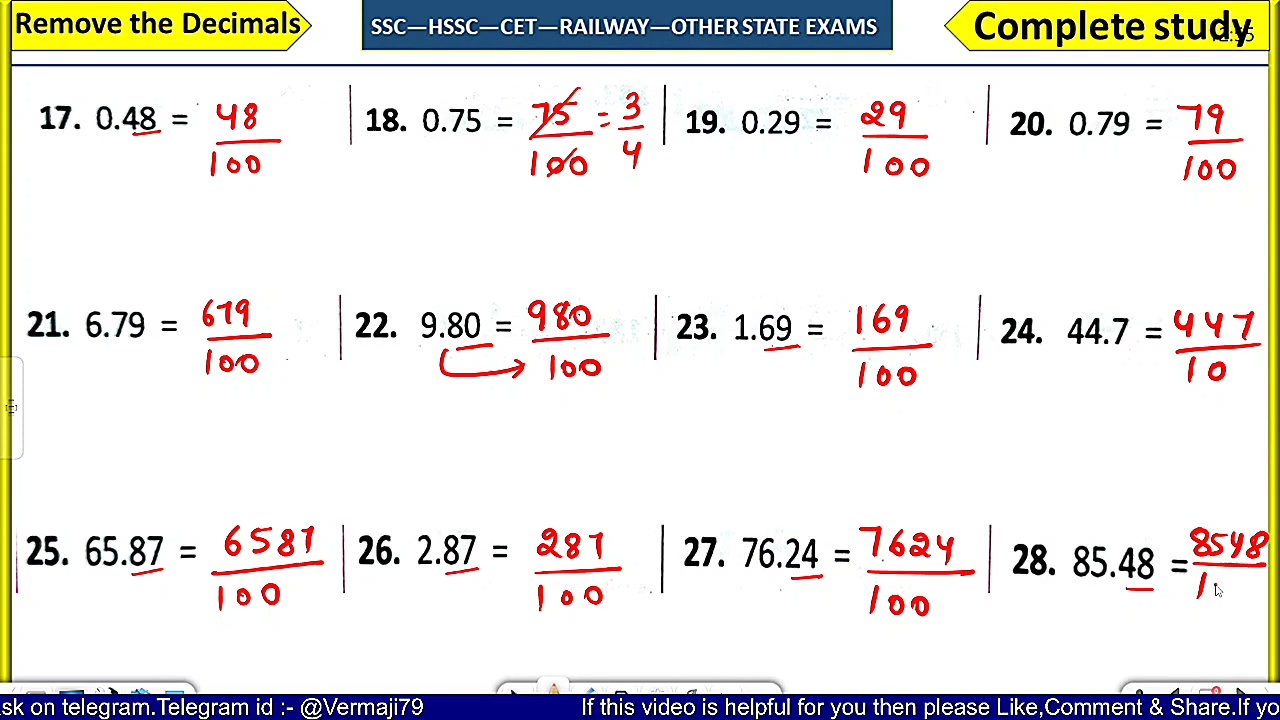 Remove the Decimals
SSC—HSSC—CET—RAILWAY—OTHER STATE EXAMS
Complete study
17. 0.48 = 48/100
18. 0.75 = 75/100 = 3/4
19. 0.29 = 29/100
20. 0.79 = 79/100
21. 6.79 = 679/100
22. 9.80 = 980/100
23. 1.69 = 169/100
24. 44.7 = 447/10
25. 65.87 = 6587/100
26. 2.87 = 287/100
27. 76.24 = 7624/100
28. 85.48 = 8548/1
sk on telegram.Telegram id :- @Vermaji79 If this video is helpful for you then please Like,Comment & Share.If yo